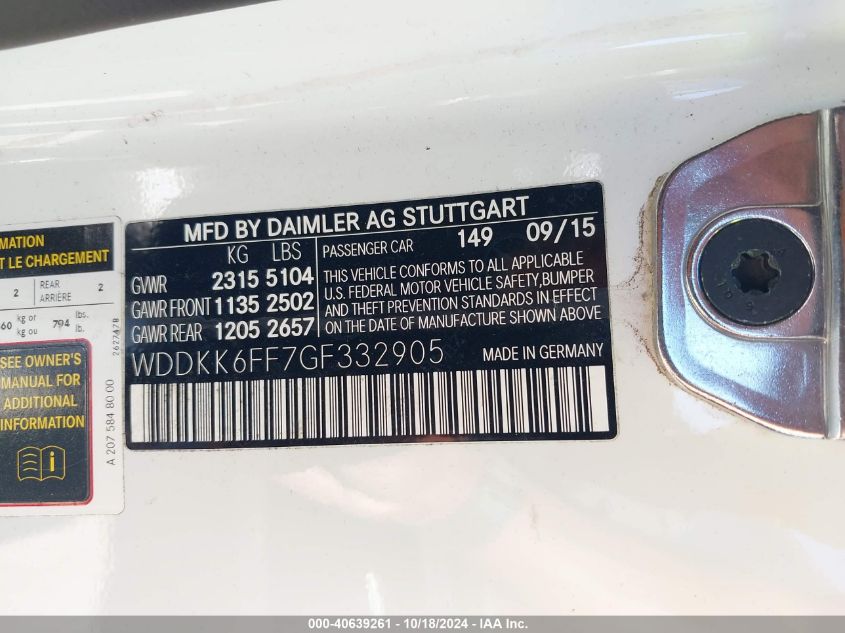 MATION
T LE CHARGEMENT
2 REAR ARRIÈRE 2
kg or kg ou 794 lbs. lb.
SEE OWNER'S
MANUAL FOR
ADDITIONAL
INFORMATION
2627478
A 207 584 80 00
MFD BY DAIMLER AG STUTTGART
KG LBS
GVWR 2315 5104
GAWR FRONT 1135 2502
GAWR REAR 1205 2657
PASSENGER CAR 149 09/15
THIS VEHICLE CONFORMS TO ALL APPLICABLE
U.S. FEDERAL MOTOR VEHICLE SAFETY, BUMPER
AND THEFT PREVENTION STANDARDS IN EFFECT
ON THE DATE OF MANUFACTURE SHOWN ABOVE
WDDKK6FF7GF332905 MADE IN GERMANY
000-40639261 - 10/18/2024 - IAA Inc.